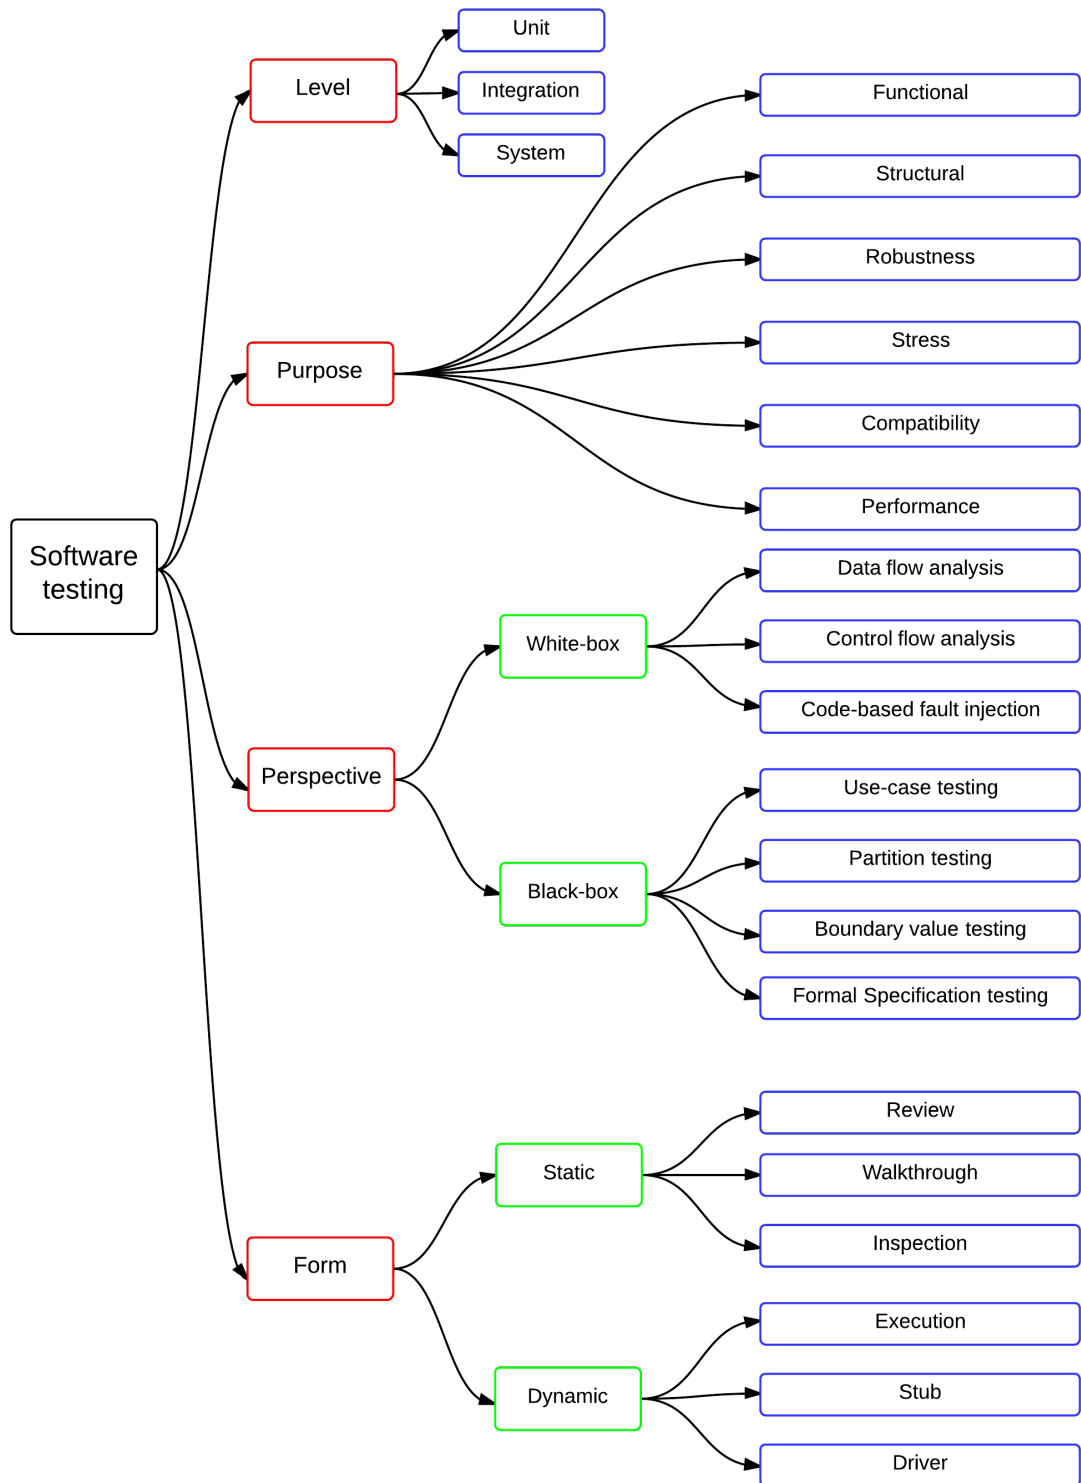 Software
testing
Level
Unit
Integration
System
Purpose
Functional
Structural
Robustness
Stress
Compatibility
Performance
Perspective
White-box
Data flow analysis
Control flow analysis
Code-based fault injection
Black-box
Use-case testing
Partition testing
Boundary value testing
Formal Specification testing
Form
Static
Review
Walkthrough
Inspection
Dynamic
Execution
Stub
Driver